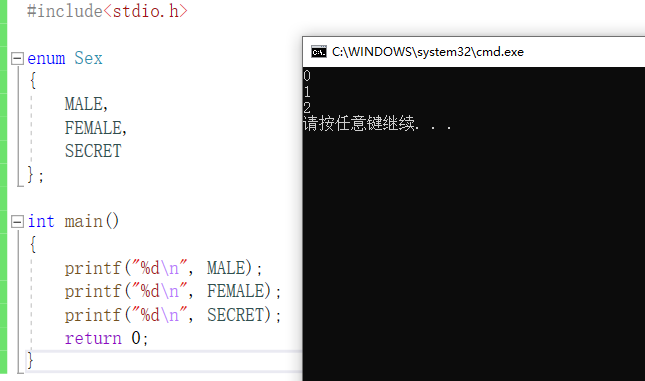 #include<stdio.h>
enum Sex
{
MALE,
FEMALE,
SECRET
};
int main()
{
printf("%d\n", MALE);
printf("%d\n", FEMALE);
printf("%d\n", SECRET);
return 0;
}
C:\WINDOWS\system32\cmd.exe
0
1
2
请按任意键继续. . .